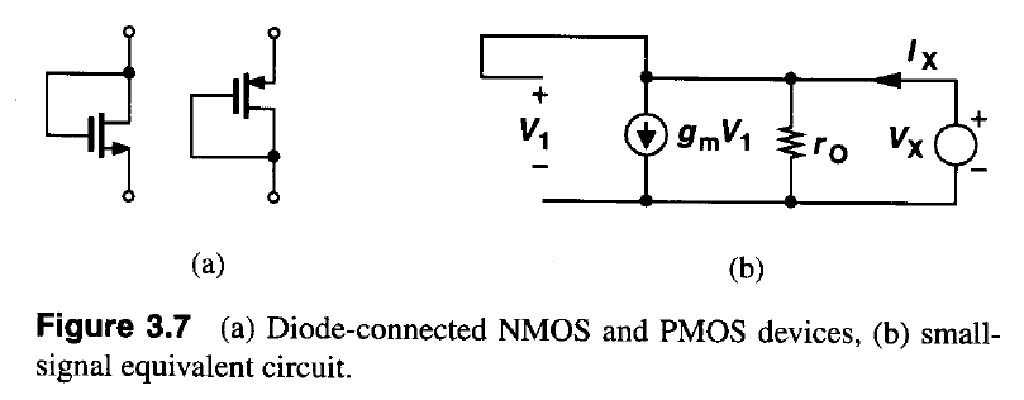 I_X
+
V_1
−
g_mV_1
r_O
V_X
+
−
(a)
(b)
Figure 3.7 (a) Diode-connected NMOS and PMOS devices, (b) small-
signal equivalent circuit.